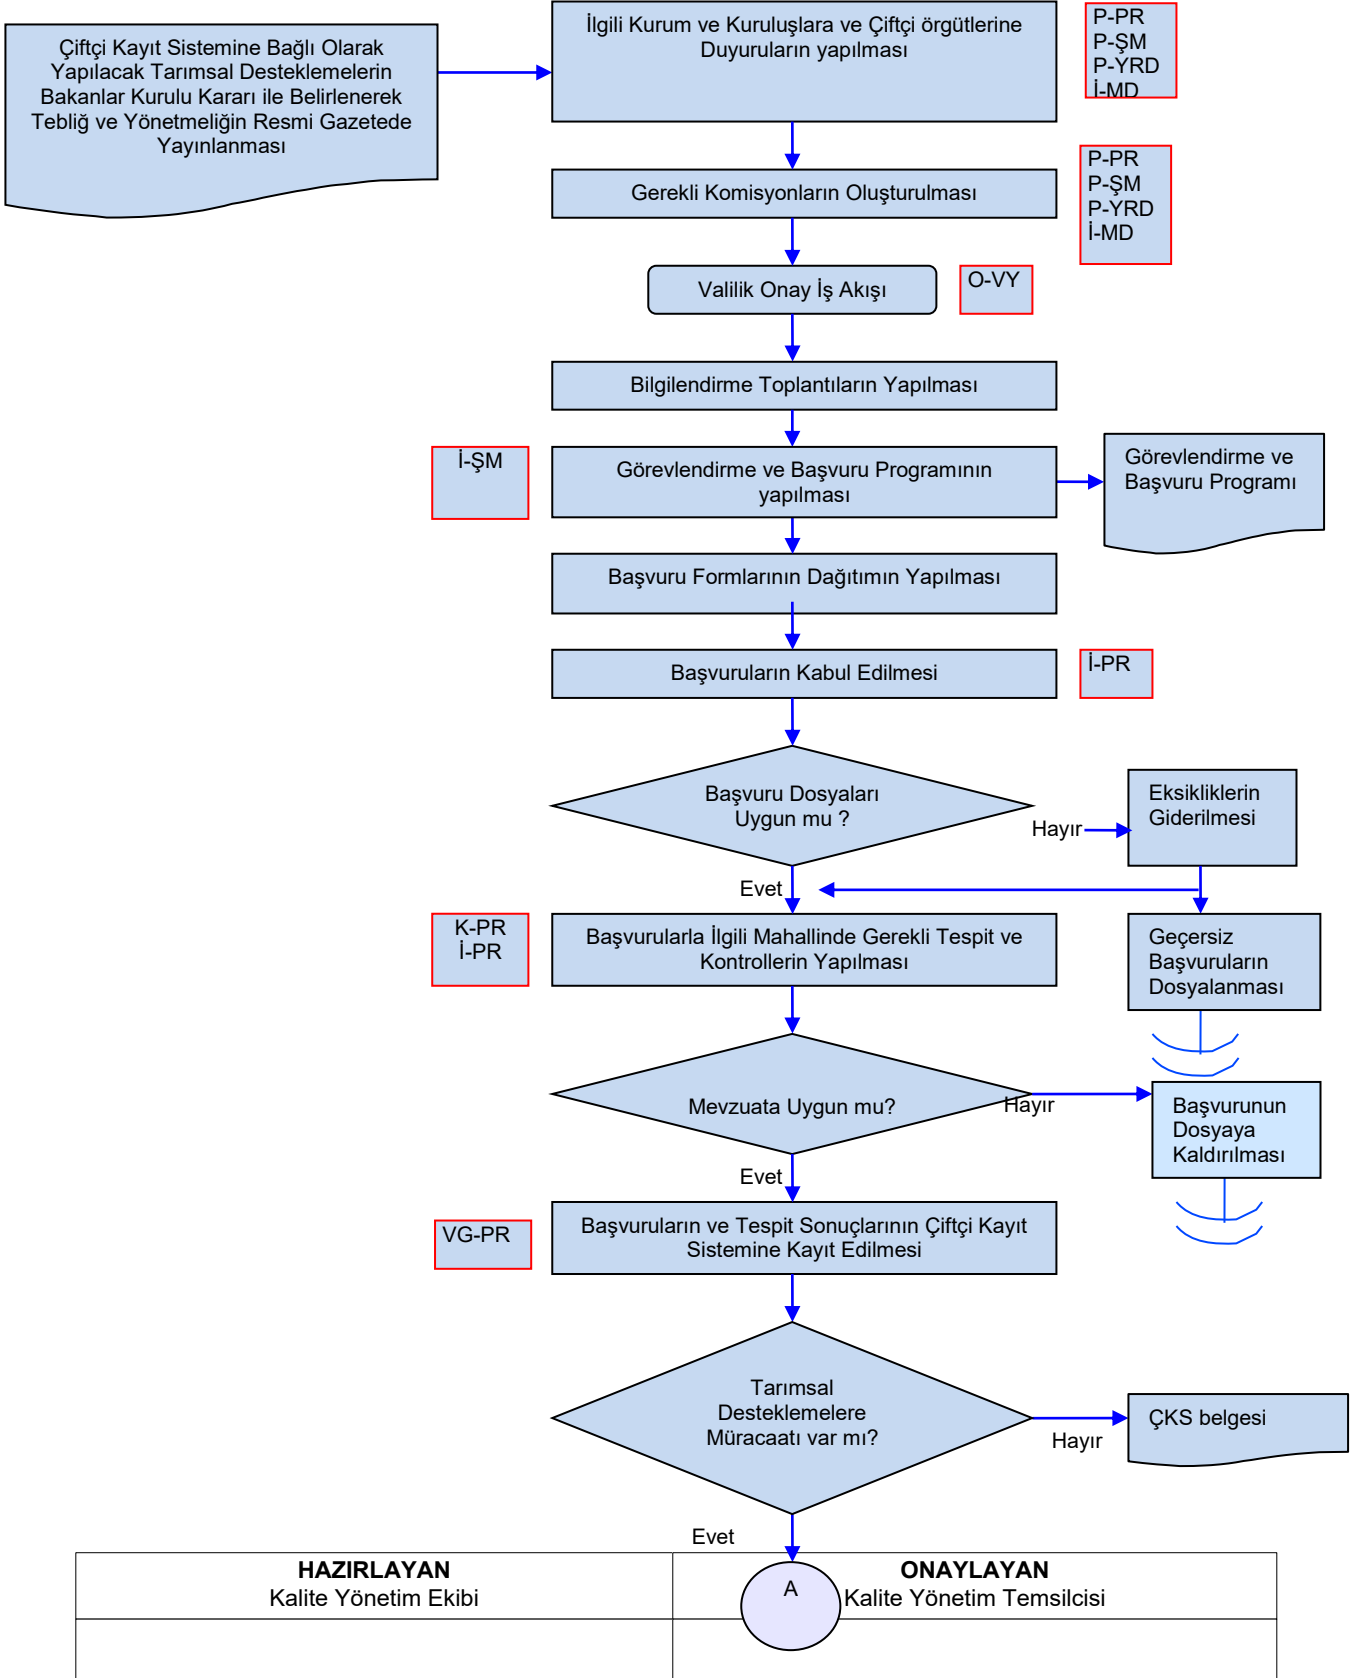 Çiftçi Kayıt Sistemine Bağlı Olarak
Yapılacak Tarımsal Desteklemelerin
Bakanlar Kurulu Kararı ile Belirlenerek
Tebliğ ve Yönetmeliğin Resmi Gazetede
Yayınlanması
İlgili Kurum ve Kuruluşlara ve Çiftçi örgütlerine
Duyuruların yapılması
P-PR
P-ŞM
P-YRD
İ-MD
Gerekli Komisyonların Oluşturulması
P-PR
P-ŞM
P-YRD
İ-MD
Valilik Onay İş Akışı
O-VY
Bilgilendirme Toplantıların Yapılması
İ-ŞM
Görevlendirme ve Başvuru Programının
yapılması
Görevlendirme ve
Başvuru Programı
Başvuru Formlarının Dağıtımın Yapılması
Başvuruların Kabul Edilmesi
İ-PR
Başvuru Dosyaları
Uygun mu ?
Hayır
Eksikliklerin
Giderilmesi
Evet
K-PR
İ-PR
Başvurularla İlgili Mahallinde Gerekli Tespit ve
Kontrollerin Yapılması
Geçersiz
Başvuruların
Dosyalanması
Mevzuata Uygun mu?
Hayır
Başvurunun
Dosyaya
Kaldırılması
Evet
VG-PR
Başvuruların ve Tespit Sonuçlarının Çiftçi Kayıt
Sistemine Kayıt Edilmesi
Tarımsal
Desteklemelere
Müracaatı var mı?
Hayır
ÇKS belgesi
Evet
HAZIRLAYAN
Kalite Yönetim Ekibi
A
ONAYLAYAN
Kalite Yönetim Temsilcisi